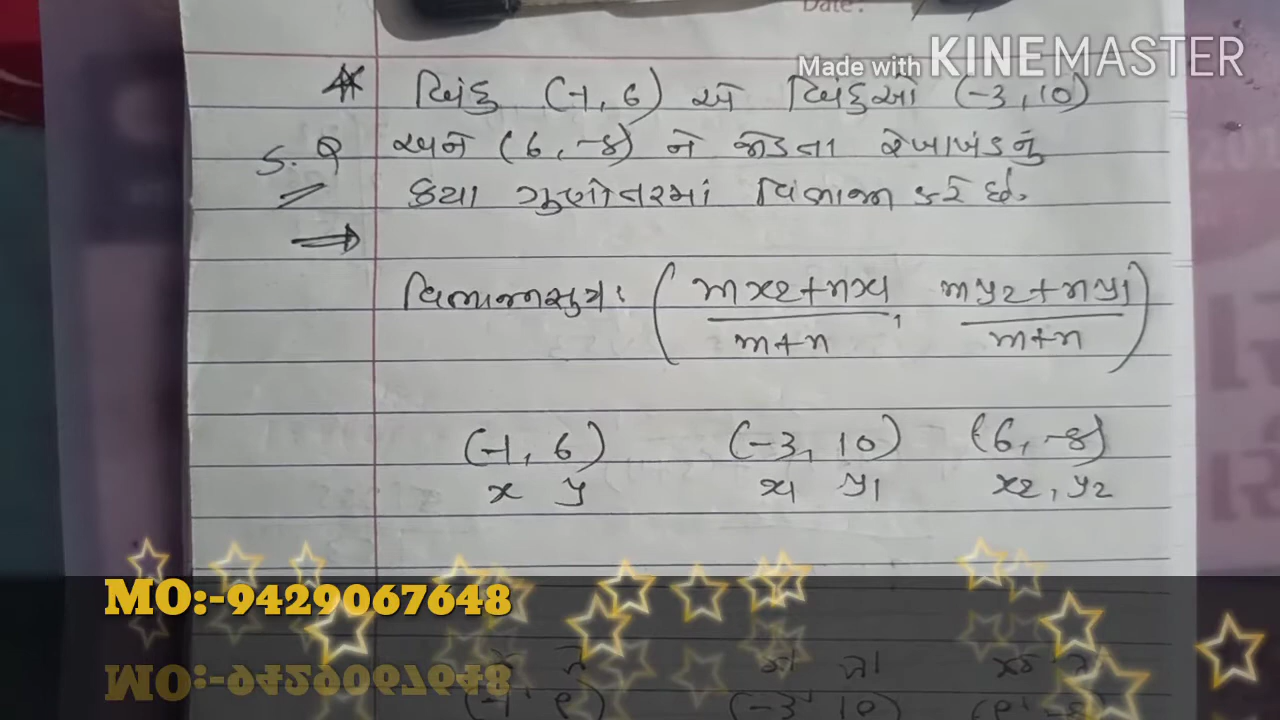 Date:
Made with KINEMASTER
* બિંદુ (-1, 6) એ બિંદુઓ (-3, 10)
S.Q અને (6, -8) ને જોડતા રેખાખંડનું
કયા ગુણોત્તરમાં વિભાજન કરે છે.
⇒
વિભાજનસુત્ર: (mx2+nx1/m+n, my2+ny1/m+n)
(-1, 6) (-3, 10) (6, -8)
x y x1 y1 x2, y2
MO:-9429067648